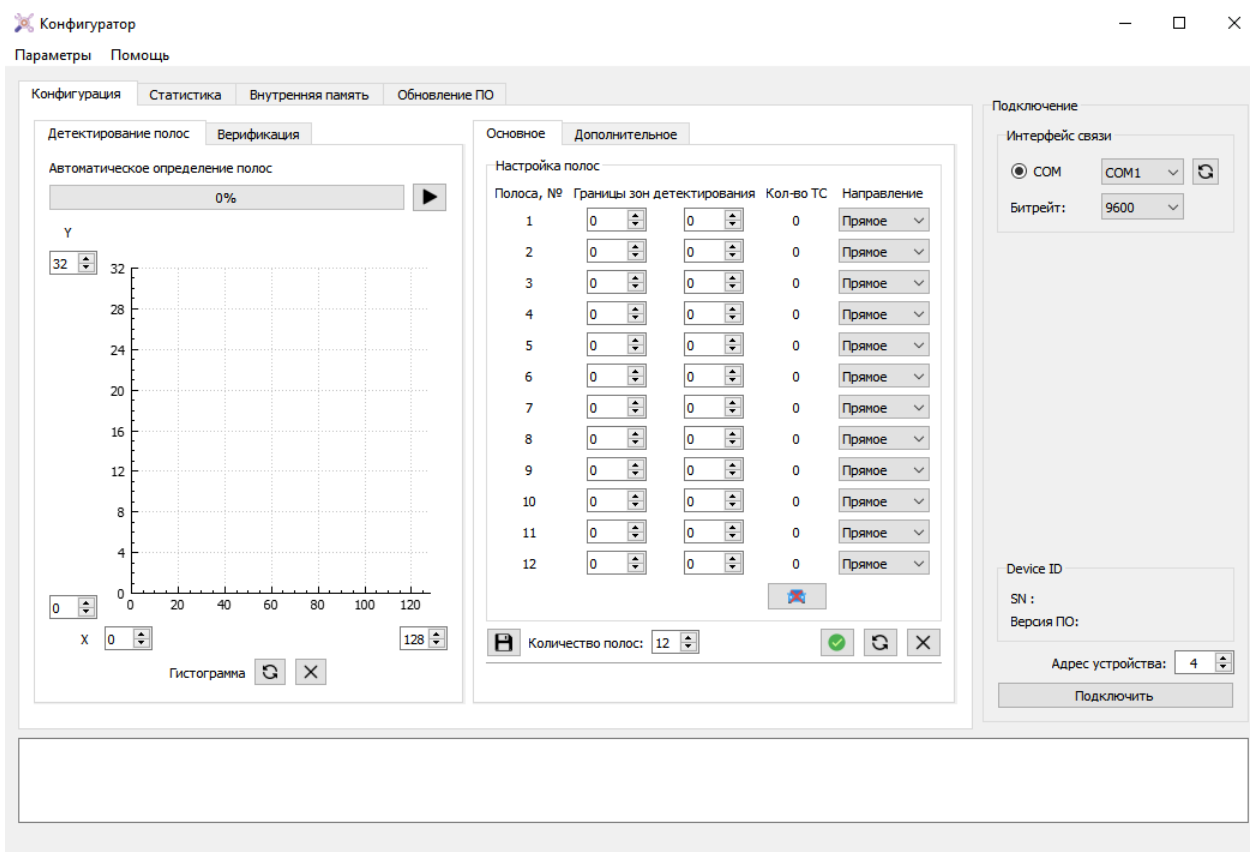 Конфигуратор
Параметры Помощь
Конфигурация Статистика Внутренняя память Обновление ПО
Детектирование полос Верификация
Автоматическое определение полос
0%
Y
32
32
28
24
20
16
12
8
4
0
0
0 20 40 60 80 100 120
X 0 128
Гистограмма
Основное Дополнительное
Настройка полос
Полоса, № Границы зон детектирования Кол-во ТС Направление
1 0 0 0 Прямое
2 0 0 0 Прямое
3 0 0 0 Прямое
4 0 0 0 Прямое
5 0 0 0 Прямое
6 0 0 0 Прямое
7 0 0 0 Прямое
8 0 0 0 Прямое
9 0 0 0 Прямое
10 0 0 0 Прямое
11 0 0 0 Прямое
12 0 0 0 Прямое
Количество полос: 12
Подключение
Интерфейс связи
COM COM1
Битрейт: 9600
Device ID
SN :
Версия ПО:
Адрес устройства: 4
Подключить